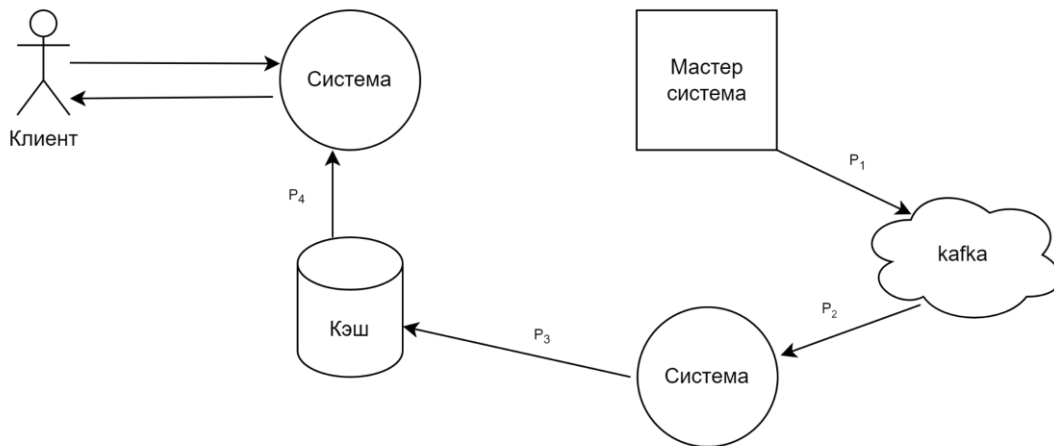 Клиент
Система
Мастер
система
P1
kafka
P2
Система
P3
Кэш
P4